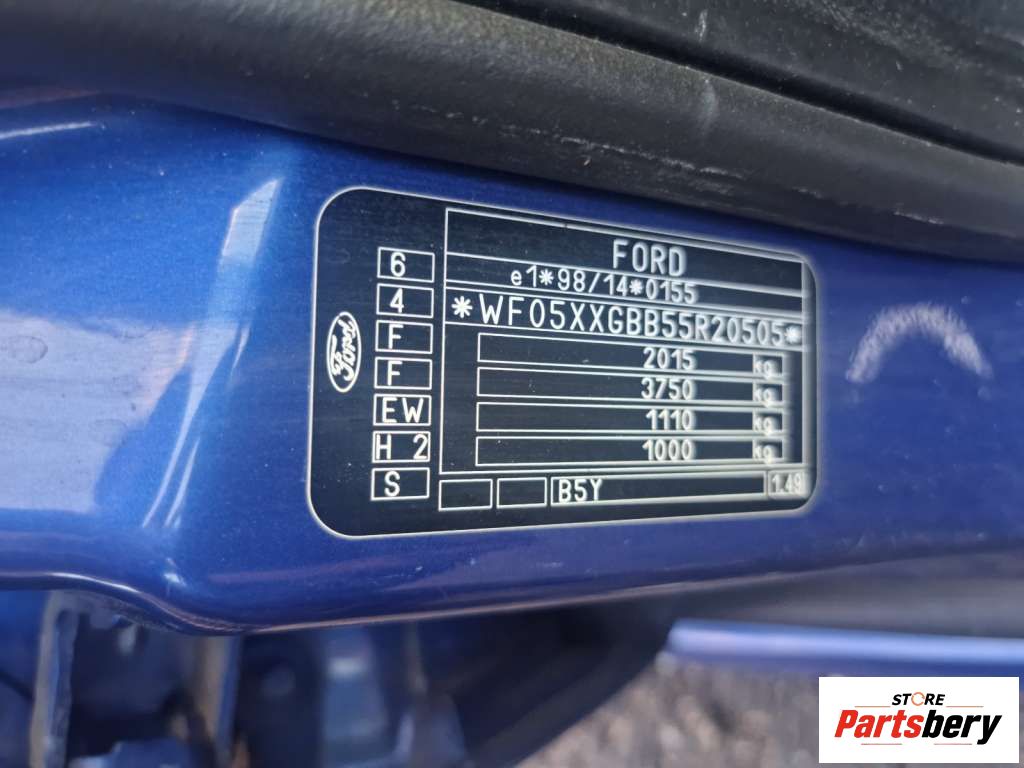 FORD
e1*98/14*0155
*WF05XXGBB55R20505*
2015 kg
3750 kg
1110 kg
1000 kg
B5Y 1.49
6
4
F
F
EW
H 2
S
Ford
STORE
Partsbery